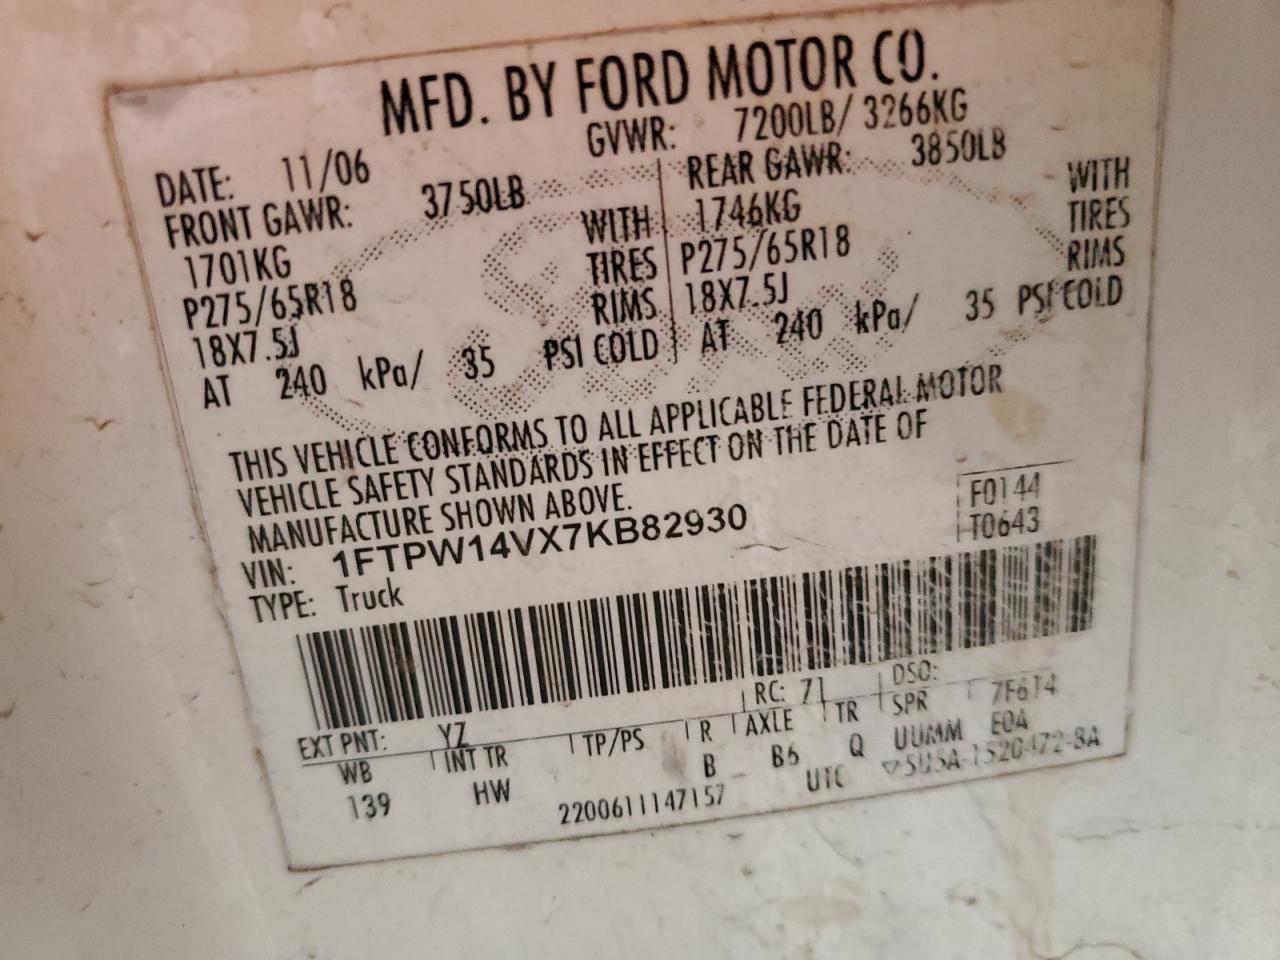 MFD. BY FORD MOTOR CO.
DATE: 11/06 GVWR: 7200LB/ 3266KG
FRONT GAWR: 3750LB REAR GAWR: 3850LB
1701KG WITH 1746KG WITH
P275/65R18 TIRES P275/65R18 TIRES
18X7.5J RIMS 18X7.5J RIMS
AT 240 kPa/ 35 PSI COLD AT 240 kPa/ 35 PSI COLD
THIS VEHICLE CONFORMS TO ALL APPLICABLE FEDERAL MOTOR
VEHICLE SAFETY STANDARDS IN EFFECT ON THE DATE OF
MANUFACTURE SHOWN ABOVE.
F0144
VIN: 1FTPW14VX7KB82930 T0643
TYPE: Truck
EXT PNT: YZ RC: 71 DSO: 7F614
WB INT TR TP/PS R AXLE TR SPR E0A
139 HW B B6 Q UUMM
2200611147157 UTC